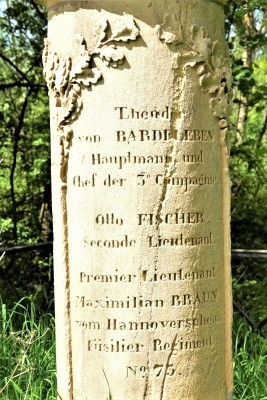 Theod
von BARDELEBEN
Hauptmann und
Chef der 3ᵗ Compagnie
Otto FISCHER
Seconde Lieutenant
Premier Lieutenant
Maximilian BRAUN
vom Hannoverschen
Füsilier Regiment
No 73.